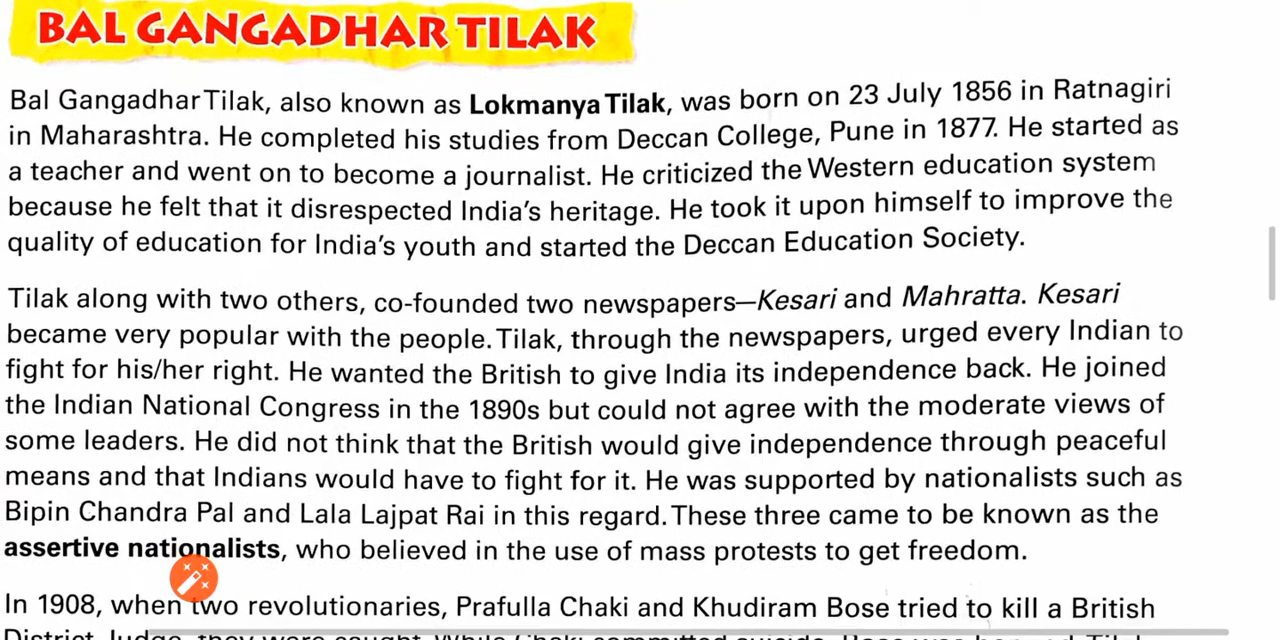 BAL GANGADHAR TILAK
Bal Gangadhar Tilak, also known as Lokmanya Tilak, was born on 23 July 1856 in Ratnagiri
in Maharashtra. He completed his studies from Deccan College, Pune in 1877. He started as
a teacher and went on to become a journalist. He criticized the Western education system
because he felt that it disrespected India's heritage. He took it upon himself to improve the
quality of education for India's youth and started the Deccan Education Society.
Tilak along with two others, co-founded two newspapers—Kesari and Mahratta. Kesari
became very popular with the people. Tilak, through the newspapers, urged every Indian to
fight for his/her right. He wanted the British to give India its independence back. He joined
the Indian National Congress in the 1890s but could not agree with the moderate views of
some leaders. He did not think that the British would give independence through peaceful
means and that Indians would have to fight for it. He was supported by nationalists such as
Bipin Chandra Pal and Lala Lajpat Rai in this regard. These three came to be known as the
assertive nationalists, who believed in the use of mass protests to get freedom.
In 1908, when two revolutionaries, Prafulla Chaki and Khudiram Bose tried to kill a British
District Judge, they were caught. While Chaki committed suicide, Bose was